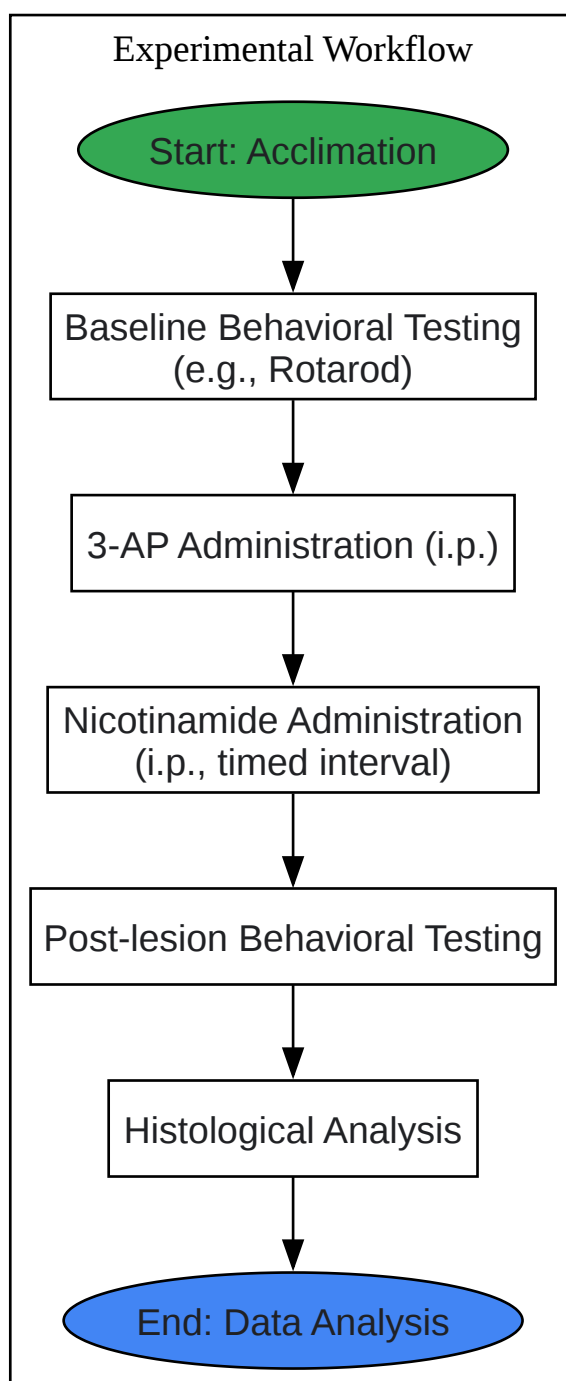 Experimental Workflow
Start: Acclimation
Baseline Behavioral Testing
(e.g., Rotarod)
3-AP Administration (i.p.)
Nicotinamide Administration
(i.p., timed interval)
Post-lesion Behavioral Testing
Histological Analysis
End: Data Analysis